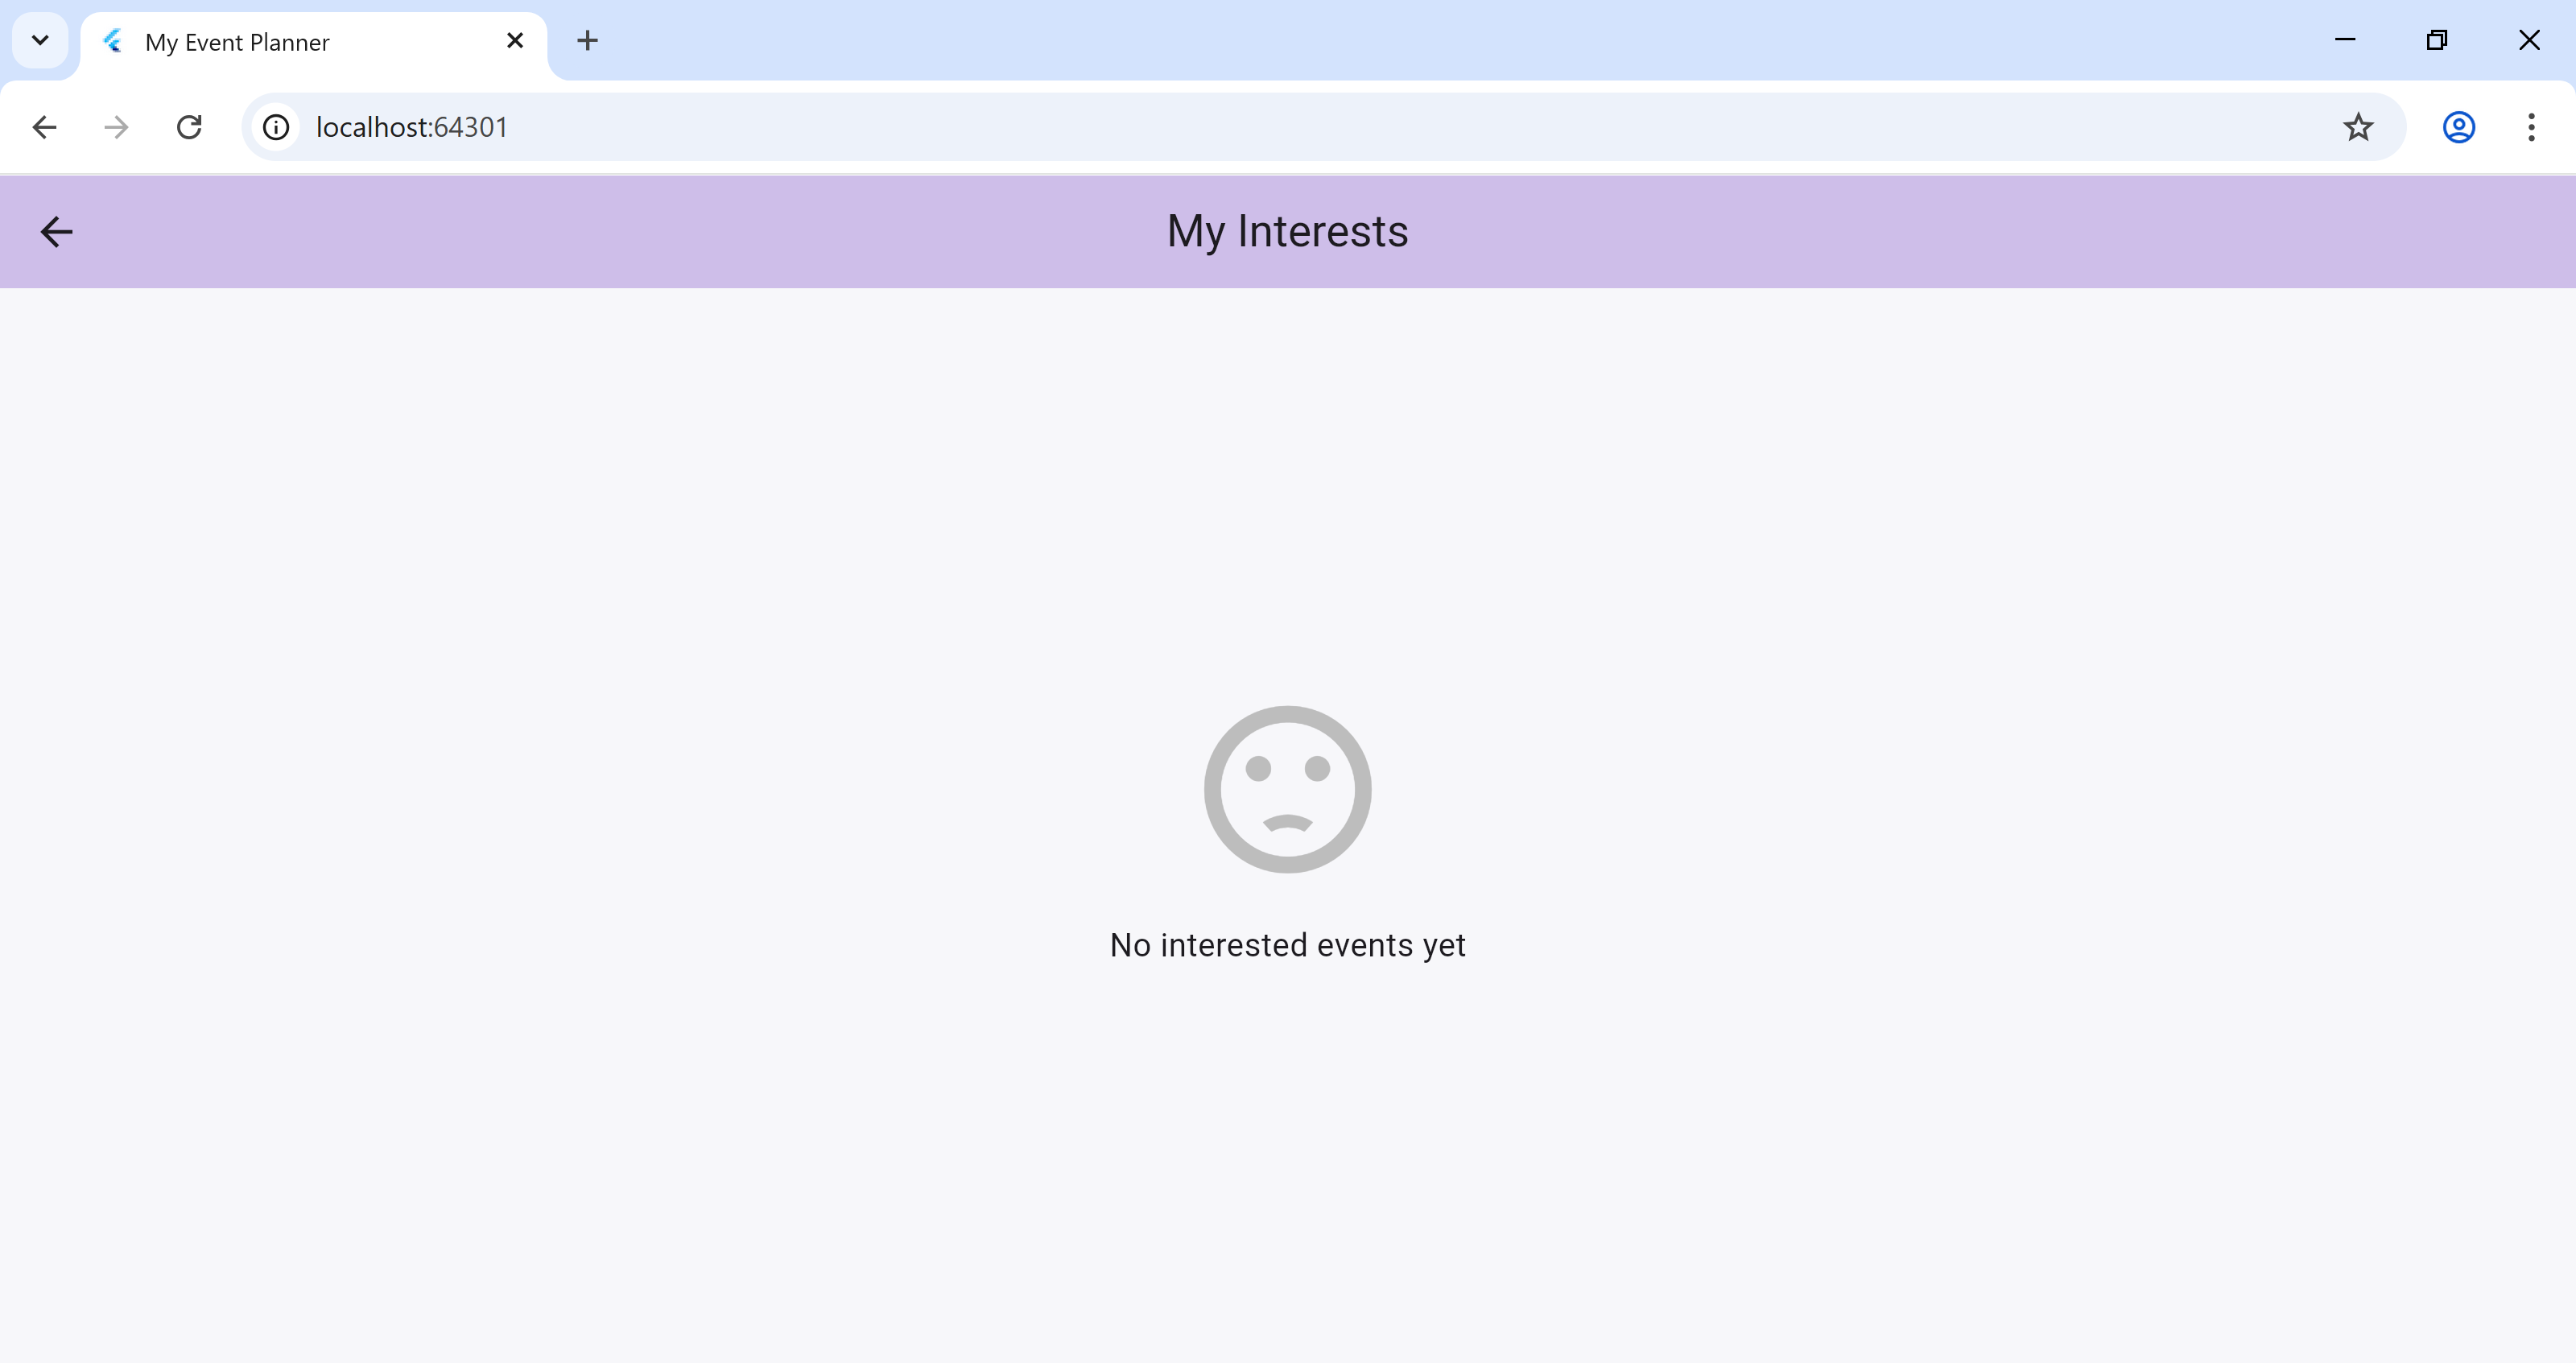 My Event Planner
localhost:64301
My Interests
No interested events yet